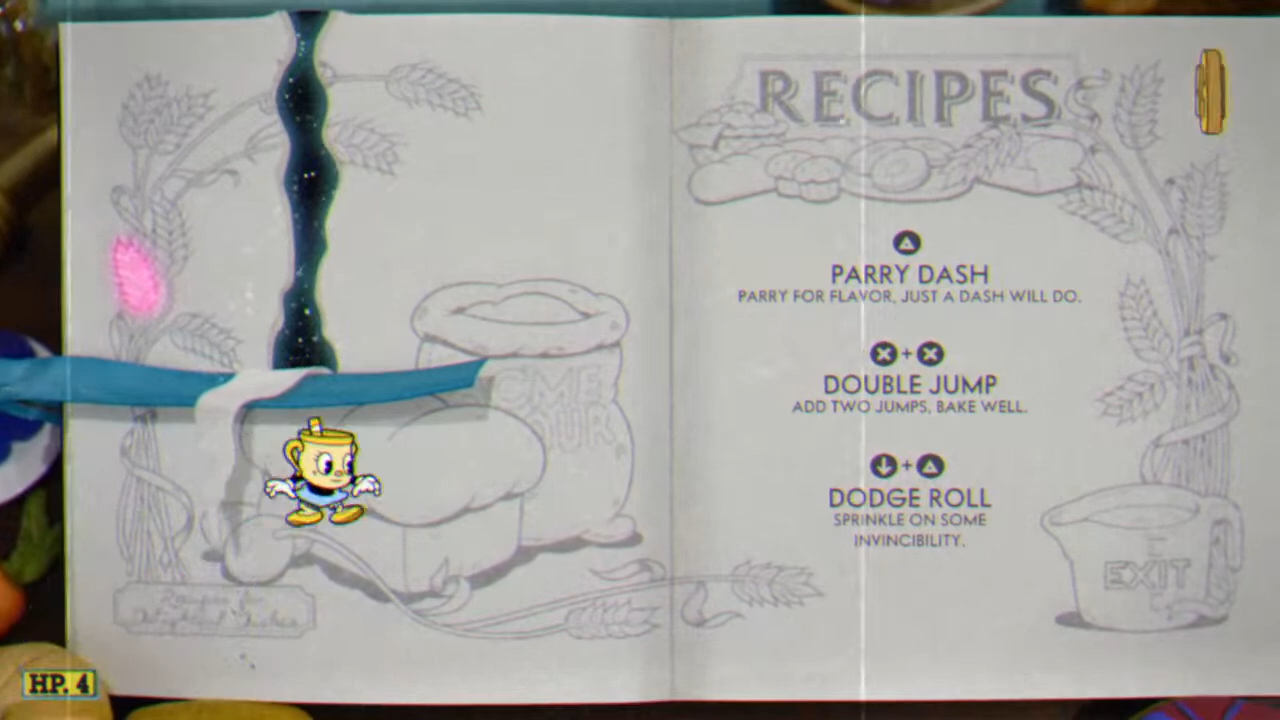 RECIPES
PARRY DASH
PARRY FOR FLAVOR, JUST A DASH WILL DO.
+
DOUBLE JUMP
ADD TWO JUMPS, BAKE WELL.
+
DODGE ROLL
SPRINKLE ON SOME
INVINCIBILITY.
EXIT
HP. 4